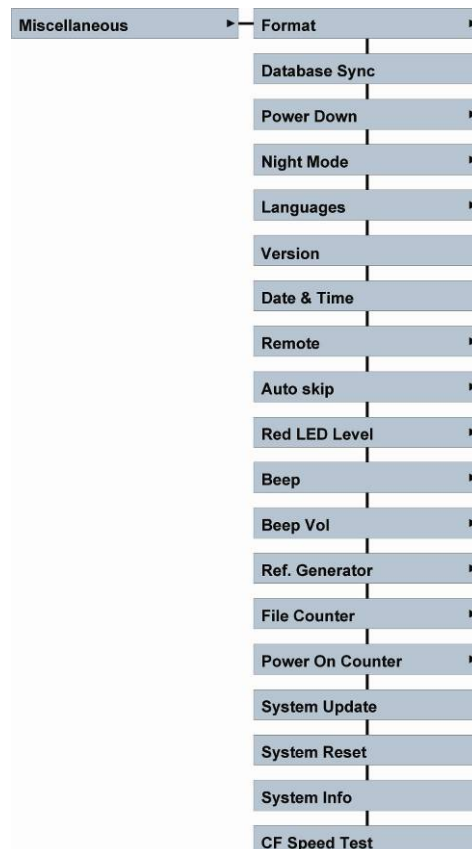 Miscellaneous
Format
Database Sync
Power Down
Night Mode
Languages
Version
Date & Time
Remote
Auto skip
Red LED Level
Beep
Beep Vol
Ref. Generator
File Counter
Power On Counter
System Update
System Reset
System Info
CF Speed Test